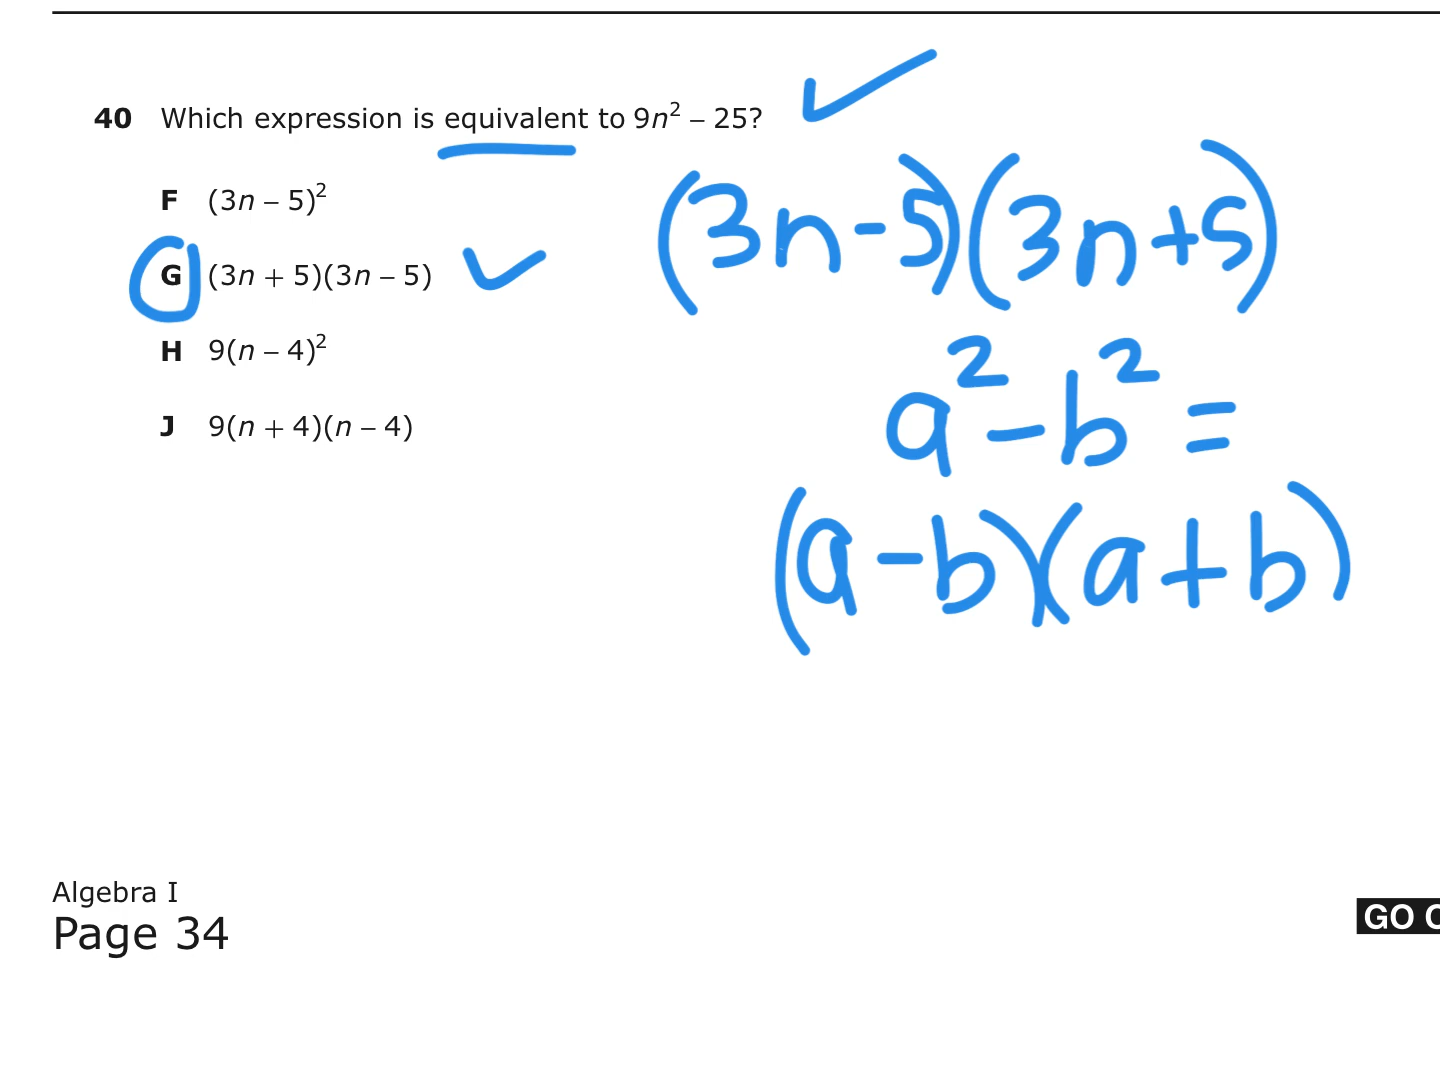 40 Which expression is equivalent to 9n² – 25?
F (3n – 5)²
G (3n + 5)(3n – 5)
H 9(n – 4)²
J 9(n + 4)(n – 4)
(3n-5)(3n+5)
a²-b²=
(a-b)(a+b)
Algebra I
Page 34
GO